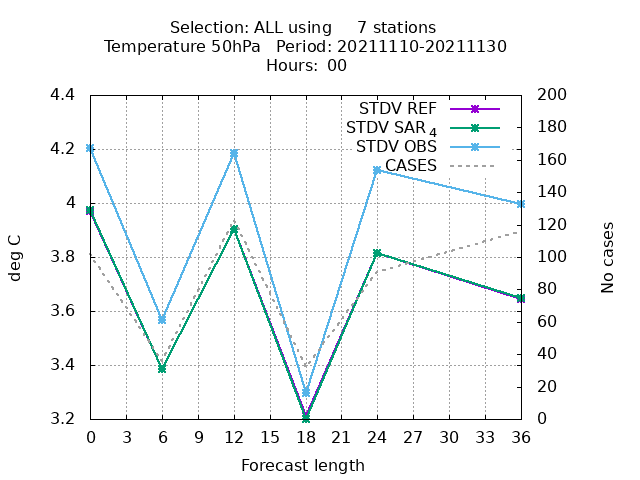 Selection: ALL using 7 stations
Temperature 50hPa Period: 20211110-20211130
Hours: 00
STDV REF
STDV SAR4
STDV OBS
CASES
deg C
4.4
4.2
4
3.8
3.6
3.4
3.2
200
180
160
140
120
100
80
60
40
20
0
No cases
0 3 6 9 12 15 18 21 24 27 30 33 36
Forecast length